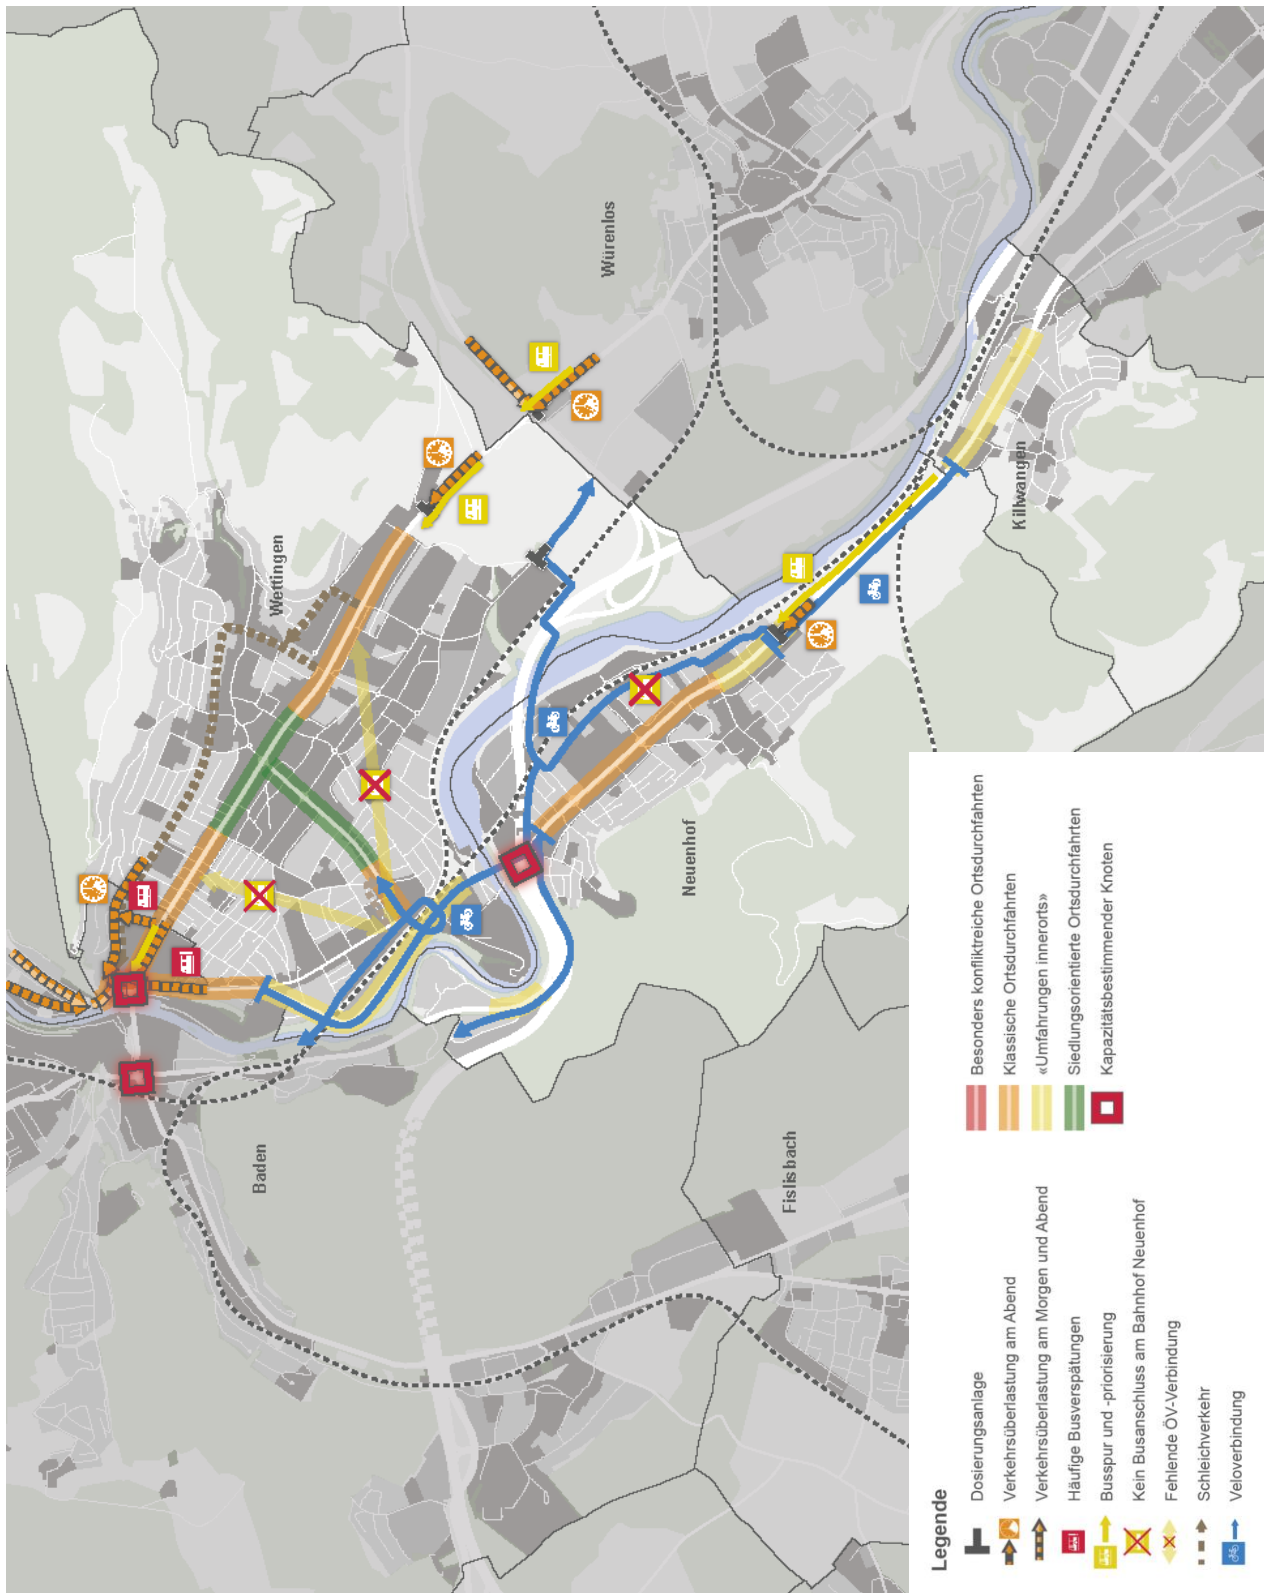 Wettingen
Würenlos
Killwangen
Neuenhof
Baden
Fislisbach
Legende
Dosierungsanlage
Verkehrsüberlastung am Abend
Verkehrsüberlastung am Morgen und Abend
Häufige Busverspätungen
Busspur und -priorisierung
Kein Busanschluss am Bahnhof Neuenhof
Fehlende ÖV-Verbindung
Schleichverkehr
Veloverbindung
Besonders konfliktreiche Ortsdurchfahrten
Klassische Ortsdurchfahrten
«Umfahrungen innerorts»
Siedlungsorientierte Ortsdurchfahrten
Kapazitätsbestimmender Knoten